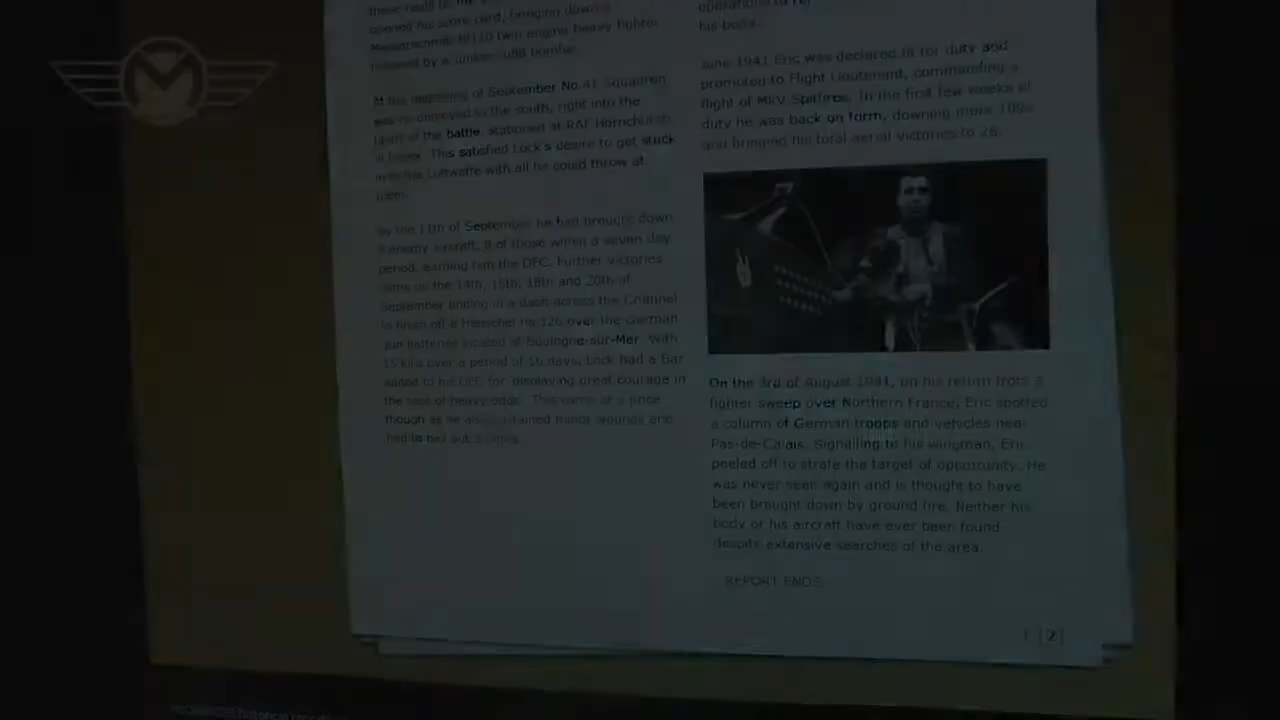 opened his score card, bringing down a
Messerschmitt Bf110 twin engine heavy fighter
followed by a Junkers Ju88 bomber.
At the beginning of September No.41 Squadron
was re-deployed to the south, right into the
heart of the battle, stationed at RAF Hornchurch
in Essex. This satisfied Lock's desire to get stuck
into the Luftwaffe with all he could throw at
them.
By the 11th of September he had brought down
9 enemy aircraft, 8 of those within a seven day
period, earning him the DFC. Further victories
came on the 14th, 15th, 18th and 20th of
September ending in a dash across the Channel
to finish off a Henschel Hs 126 over the German
gun batteries located at Boulogne-sur-Mer. With
15 kills over a period of 16 days, Lock had a Bar
added to his DFC for 'displaying great courage in
the face of heavy odds'. This came at a price
though as he also sustained minor wounds and
had to bail out 3 times.
operations to
his body.
June 1941 Eric was declared fit for duty and
promoted to Flight Lieutenant, commanding a
flight of MkV Spitfires. In the first few weeks of
duty he was back on form, downing more 109s
and bringing his total aerial victories to 26.
On the 3rd of August 1941, on his return from a
fighter sweep over Northern France, Eric spotted
a column of German troops and vehicles near
Pas-de-Calais. Signalling to his wingman, Eric
peeled off to strafe the target of opportunity. He
was never seen again and is thought to have
been brought down by ground fire. Neither his
body or his aircraft have ever been found
despite extensive searches of the area.
REPORT ENDS
1 [2]